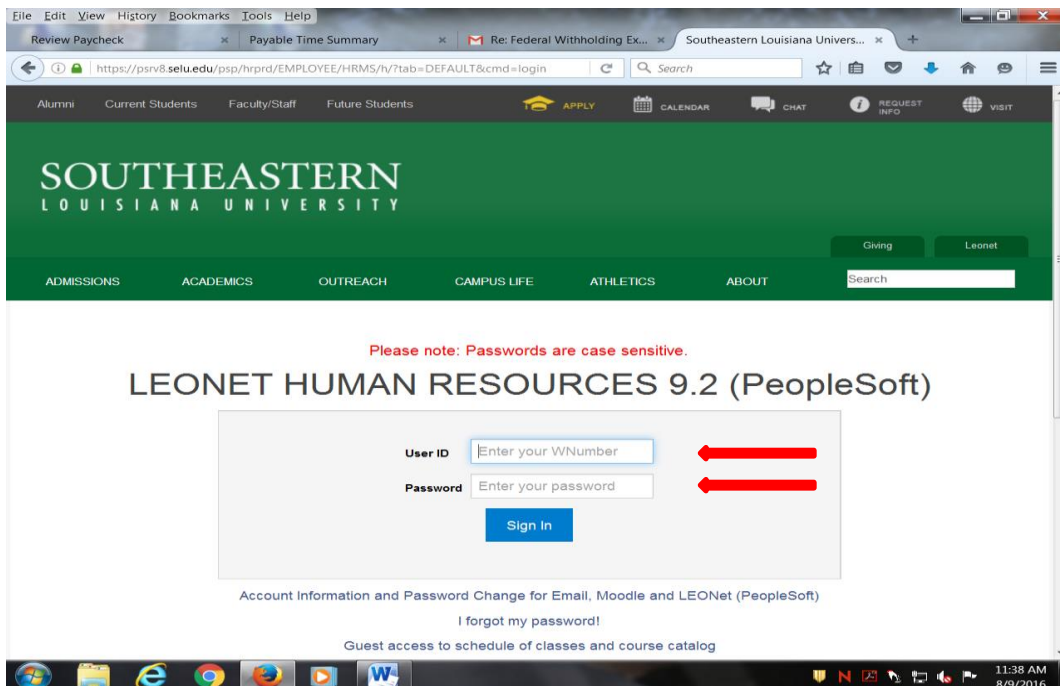 File Edit View History Bookmarks Tools Help
Review Paycheck × Payable Time Summary × Re: Federal Withholding Ex... × Southeastern Louisiana Univers... × +
https://psrv8.selu.edu/psp/hrprd/EMPLOYEE/HRMS/h/?tab=DEFAULT&cmd=login Search
Alumni Current Students Faculty/Staff Future Students APPLY CALENDAR CHAT REQUEST INFO VISIT
SOUTHEASTERN
LOUISIANA UNIVERSITY
Giving Leonet
ADMISSIONS ACADEMICS OUTREACH CAMPUS LIFE ATHLETICS ABOUT Search
Please note: Passwords are case sensitive.
LEONET HUMAN RESOURCES 9.2 (PeopleSoft)
User ID Enter your WNumber
Password Enter your password
Sign In
Account Information and Password Change for Email, Moodle and LEONet (PeopleSoft)
I forgot my password!
Guest access to schedule of classes and course catalog
11:38 AM
8/9/2016